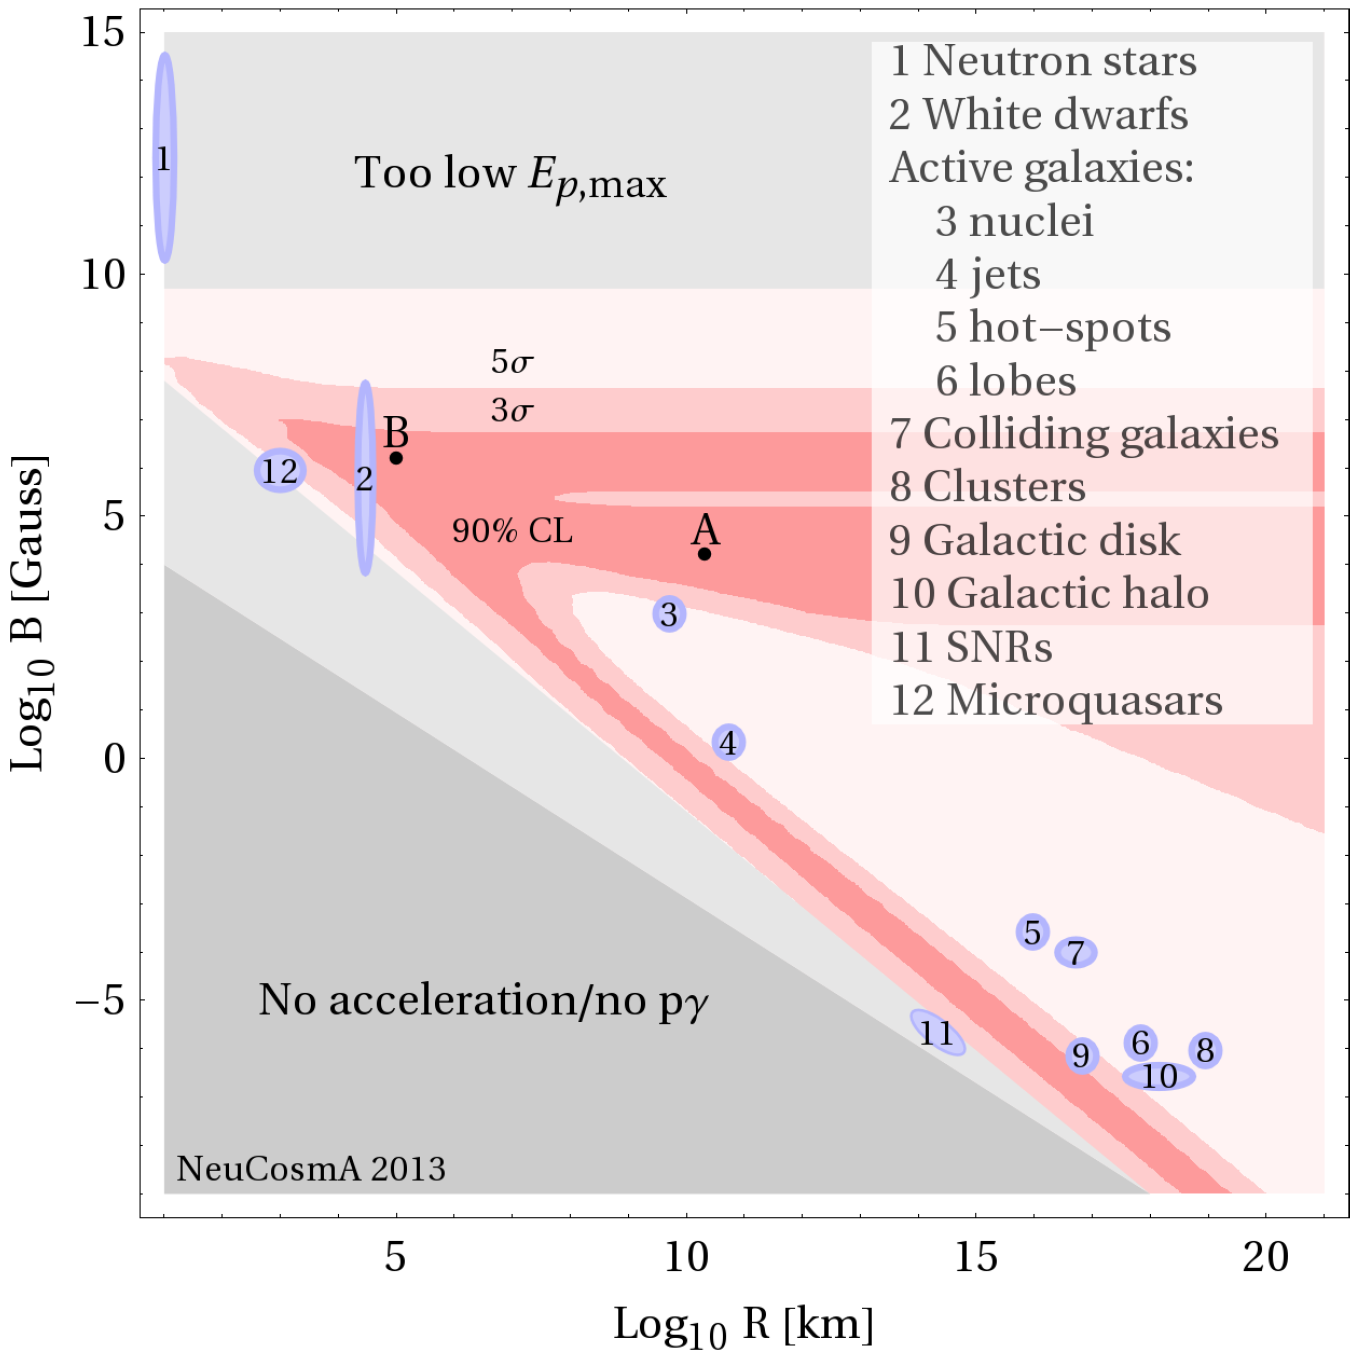 15
10
5
0
−5
Log10 B [Gauss]
1 Neutron stars
2 White dwarfs
Active galaxies:
3 nuclei
4 jets
5 hot−spots
6 lobes
7 Colliding galaxies
8 Clusters
9 Galactic disk
10 Galactic halo
11 SNRs
12 Microquasars
1
Too low Ep,max
5σ
3σ
B
12
2
90% CL
A
3
4
5
7
No acceleration/no pγ
11
9
6
8
10
NeuCosmA 2013
5
10
15
20
Log10 R [km]